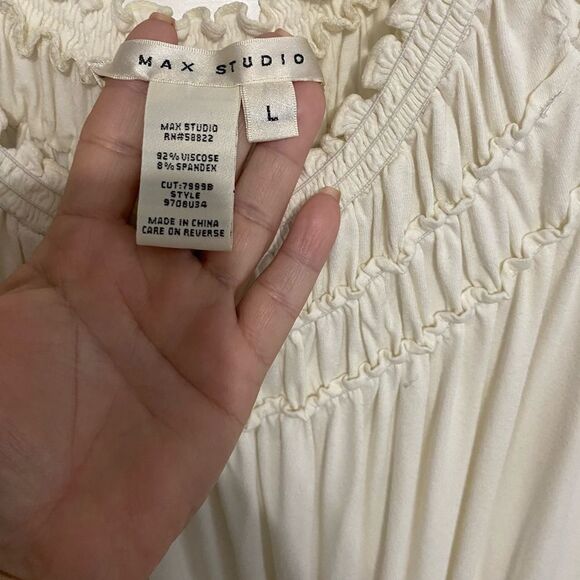 MAX STUDIO
L
MAX STUDIO
RN#58822
92% VISCOSE
8% SPANDEX
CUT:7999B
STYLE
9708U34
MADE IN CHINA
CARE ON REVERSE